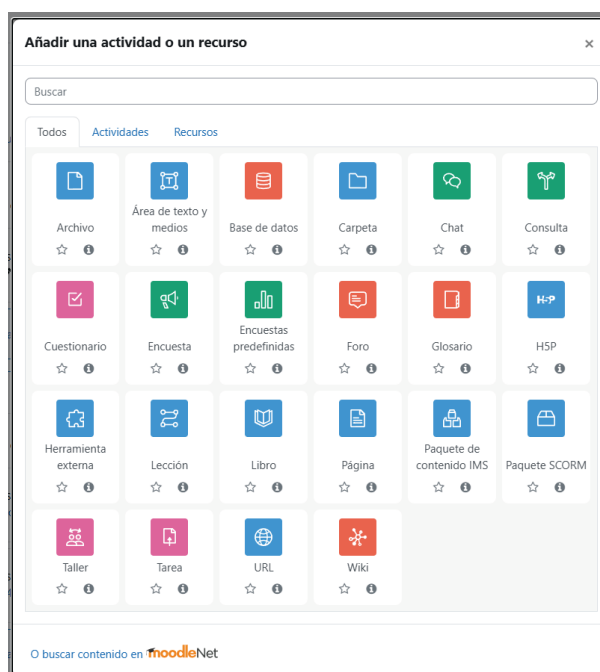 Añadir una actividad o un recurso
×
Buscar
Todos Actividades Recursos
Archivo
Área de texto y
medios
Base de datos
Carpeta
Chat
Consulta
Cuestionario
Encuesta
Encuestas
predefinidas
Foro
Glosario
H5P
H5P
Herramienta
externa
Lección
Libro
Página
Paquete de
contenido IMS
Paquete SCORM
Taller
Tarea
URL
Wiki
O buscar contenido en moodleNet